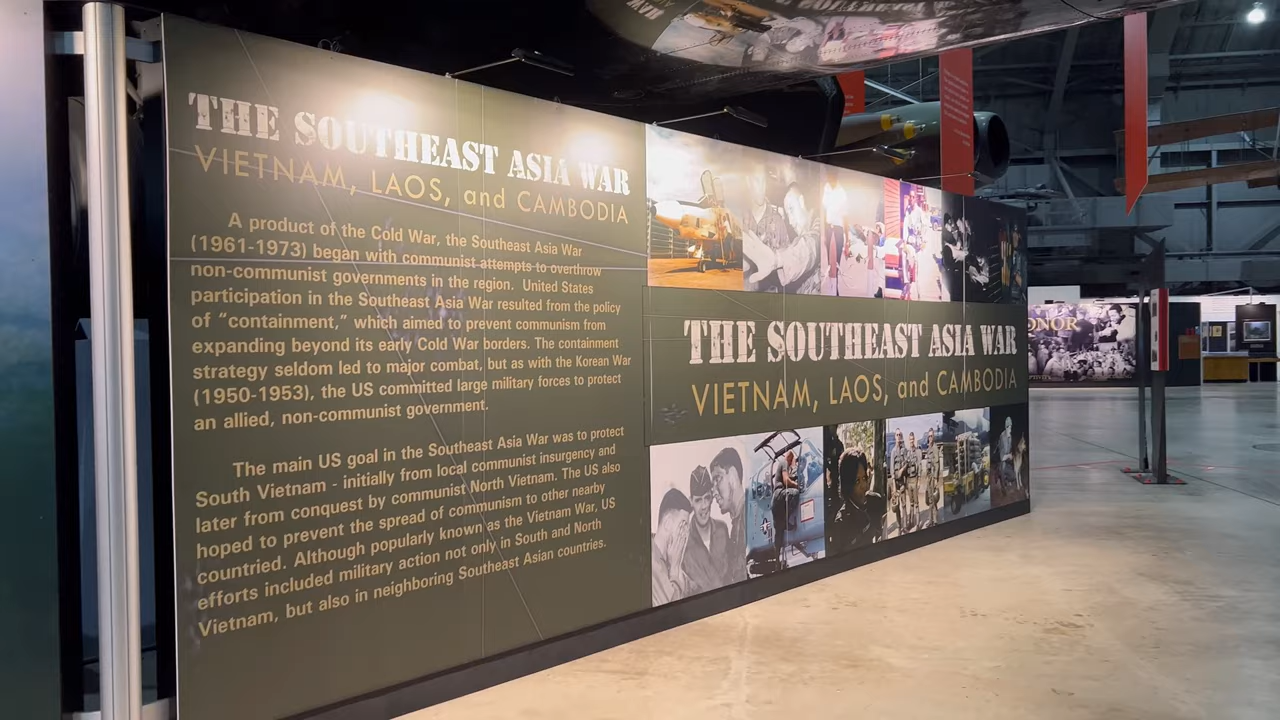 THE SOUTHEAST ASIA WAR
VIETNAM, LAOS, and CAMBODIA
A product of the Cold War, the Southeast Asia War
(1961-1973) began with communist attempts to overthrow
non-communist governments in the region. United States
participation in the Southeast Asia War resulted from the policy
of “containment,” which aimed to prevent communism from
expanding beyond its early Cold War borders. The containment
strategy seldom led to major combat, but as with the Korean War
(1950-1953), the US committed large military forces to protect
an allied, non-communist government.
The main US goal in the Southeast Asia War was to protect
South Vietnam - initially from local communist insurgency and
later from conquest by communist North Vietnam. The US also
hoped to prevent the spread of communism to other nearby
countried. Although popularly known as the Vietnam War, US
efforts included military action not only in South and North
Vietnam, but also in neighboring Southeast Asian countries.
THE SOUTHEAST ASIA WAR
VIETNAM, LAOS, and CAMBODIA
ONOR